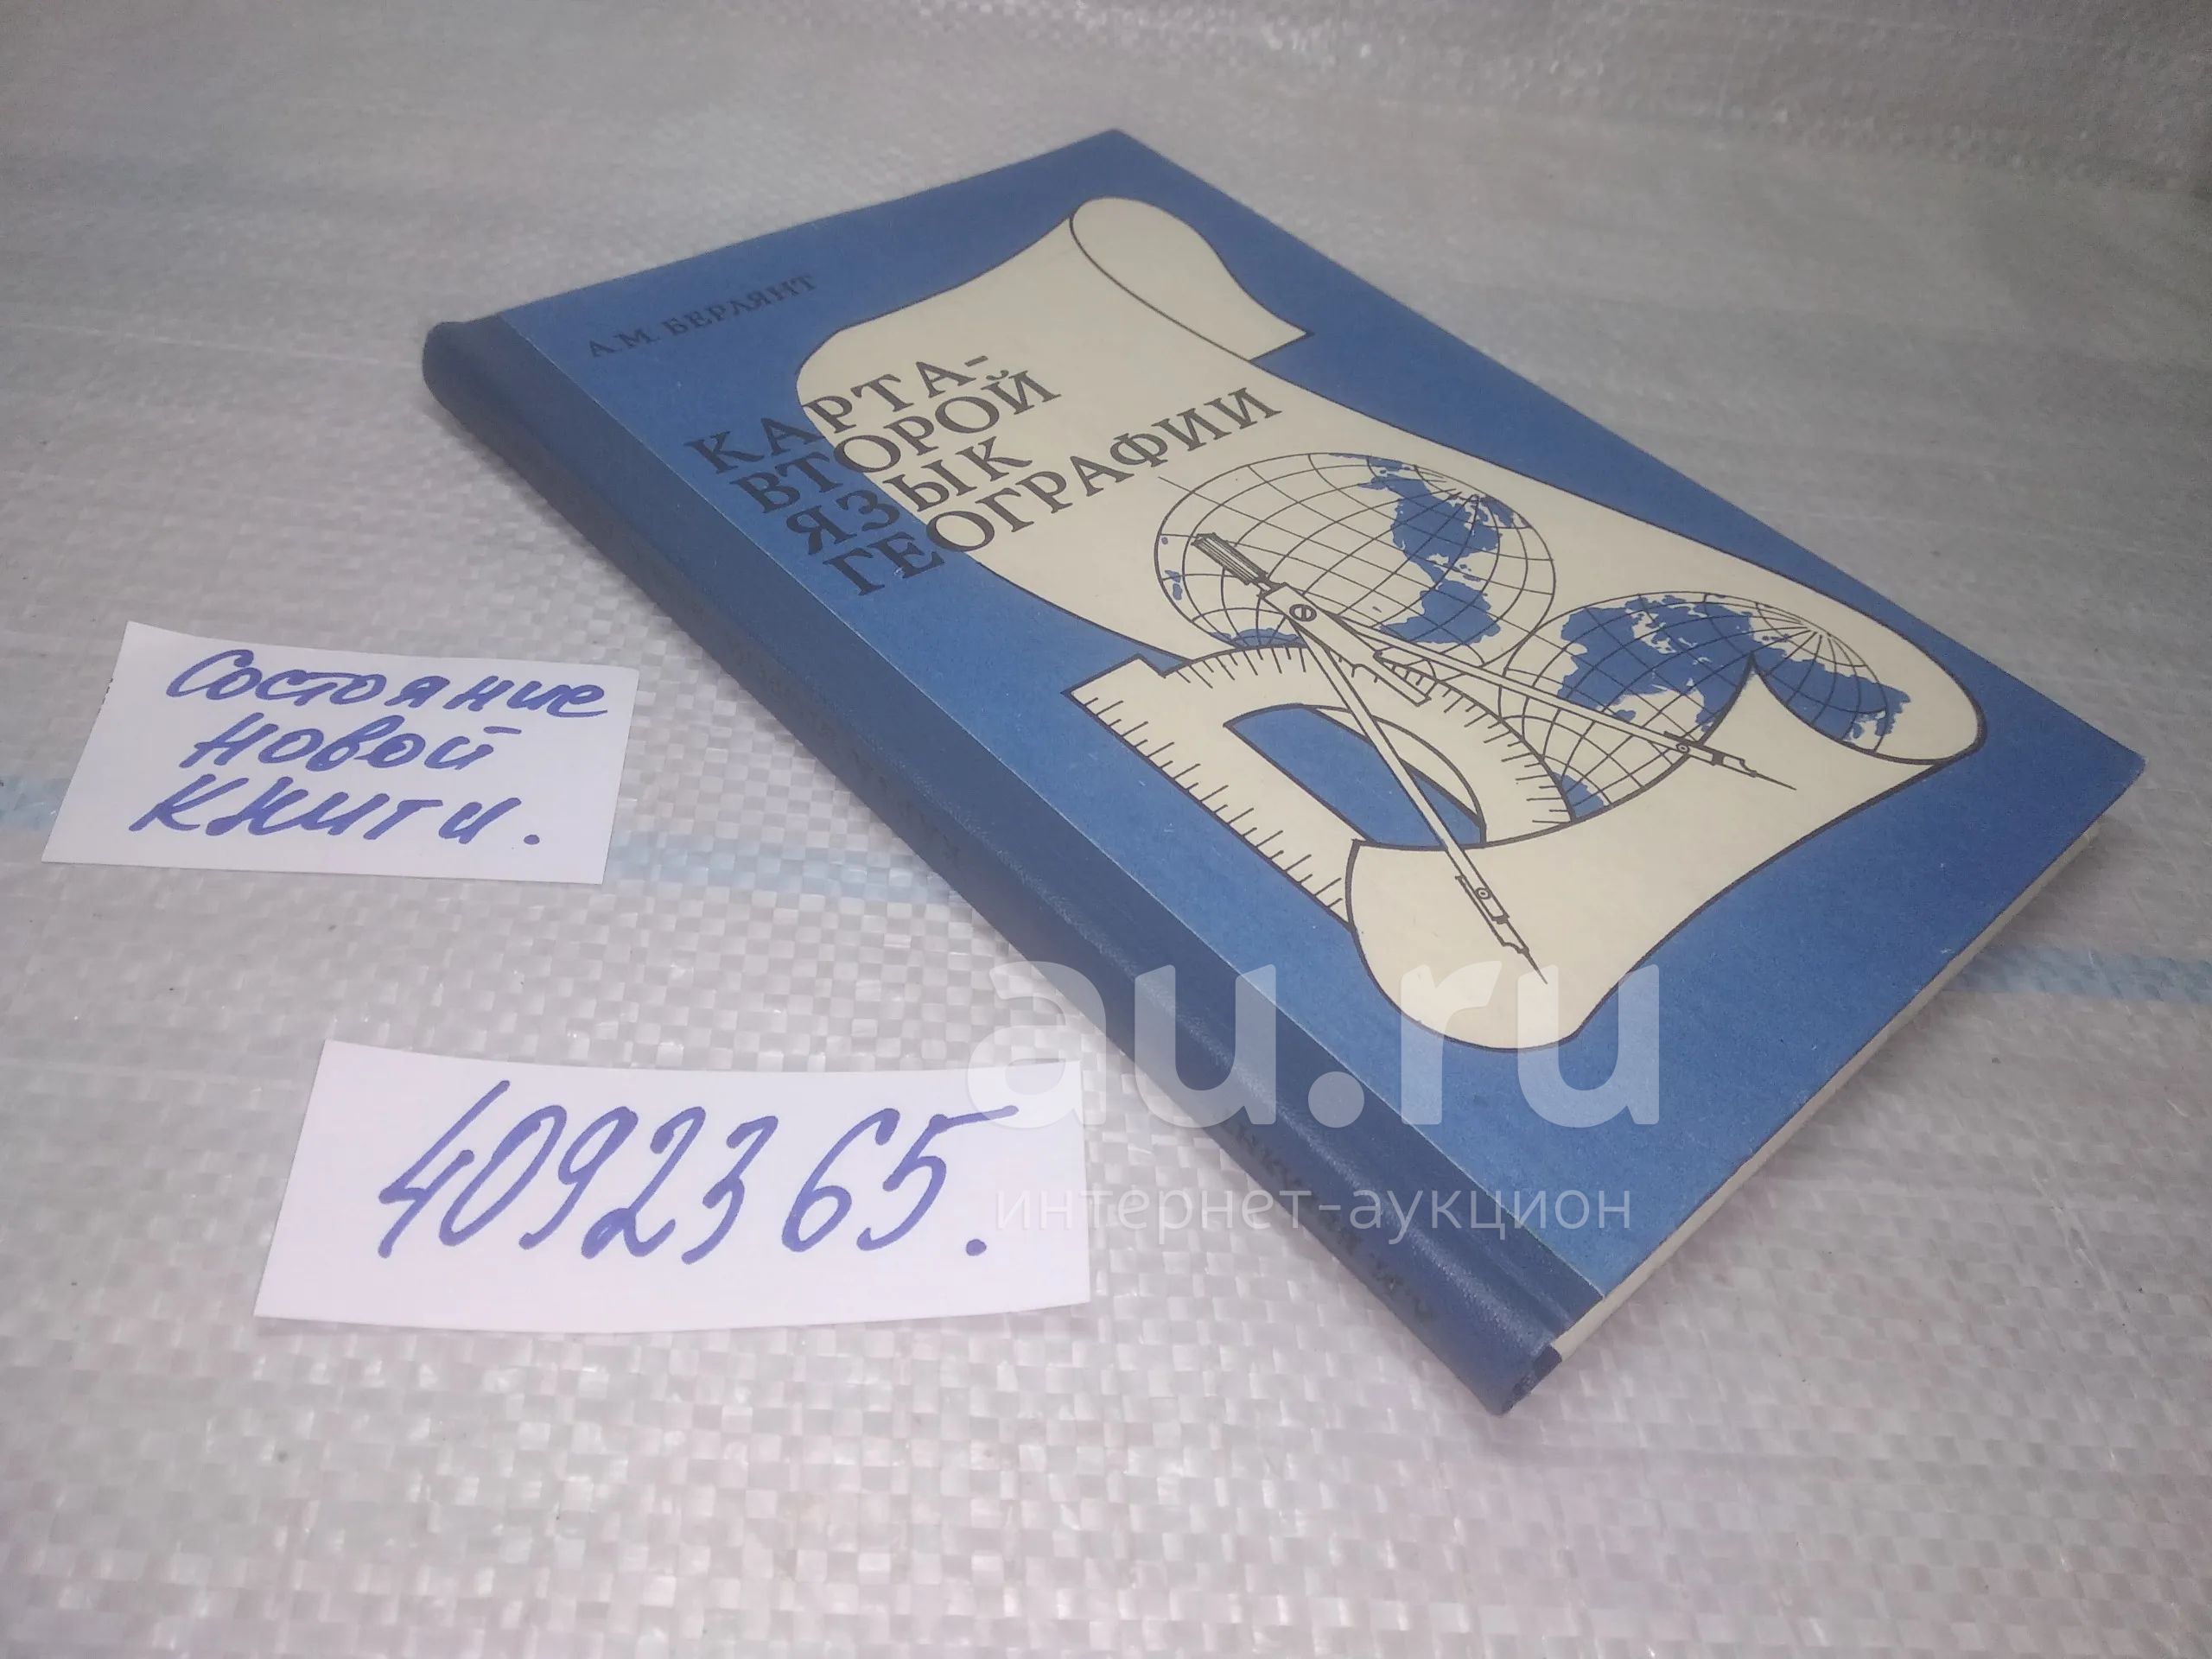 А.М. БЕРЛЯНТ
КАРТА-
ВТОРОЙ
ЯЗЫК
ГЕОГРАФИИ
Состояние
новой
книги.
4092365.
au.ru
интернет-аукцион